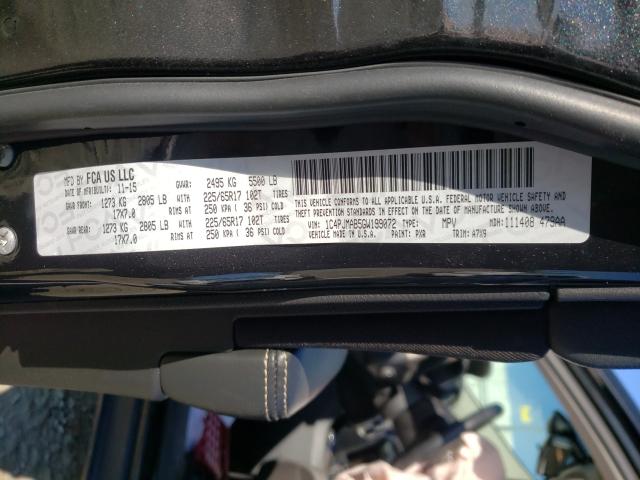 MFD BY FCA US LLC
DATE OF MFR(BUILT): 11-15 GVWR: 2495 KG 5500 LB
GAWR FRONT: 1273 KG 2805 LB WITH 225/65R17 102T TIRES
17X7.0 RIMS AT 250 KPA ( 36 PSI) COLD
GAWR REAR: 1273 KG 2805 LB WITH 225/65R17 102T TIRES
17X7.0 RIMS AT 250 KPA ( 36 PSI) COLD
THIS VEHICLE CONFORMS TO ALL APPLICABLE U.S.A. FEDERAL MOTOR VEHICLE SAFETY,
BUMPER AND THEFT PREVENTION STANDARDS IN EFFECT ON THE DATE OF
MANUFACTURE SHOWN ABOVE.
VIN: 1C4PJMAB5GW199072 TYPE: MPV MDH: 111408 479AA
MADE IN U.S.A. PAINT: PXR TRIM: A7X9